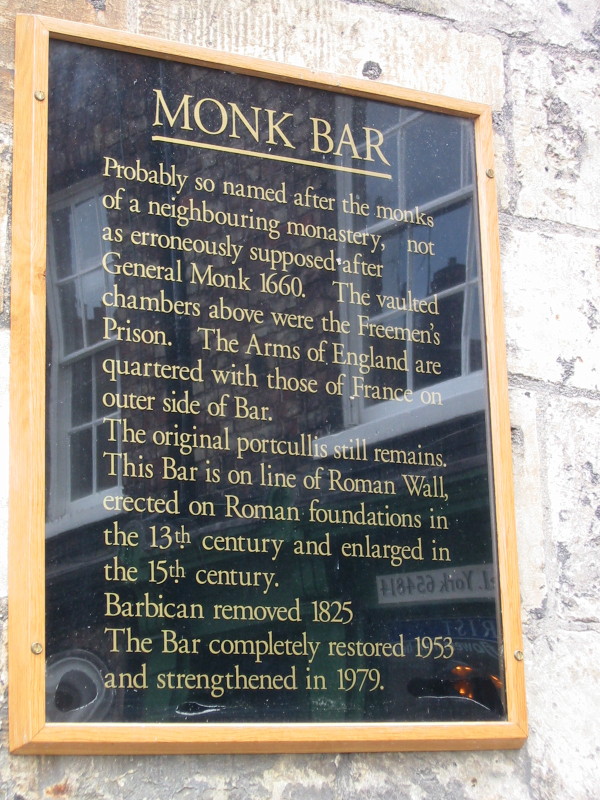 MONK BAR
Probably so named after the monks
of a neighbouring monastery, not
as erroneously supposed after
General Monk 1660. The vaulted
chambers above were the Freemen's
Prison. The Arms of England are
quartered with those of France on
outer side of Bar.
The original portcullis still remains.
This Bar is on line of Roman Wall,
erected on Roman foundations in
the 13th century and enlarged in
the 15th century.
Barbican removed 1825
The Bar completely restored 1953
and strengthened in 1979.
York 654814